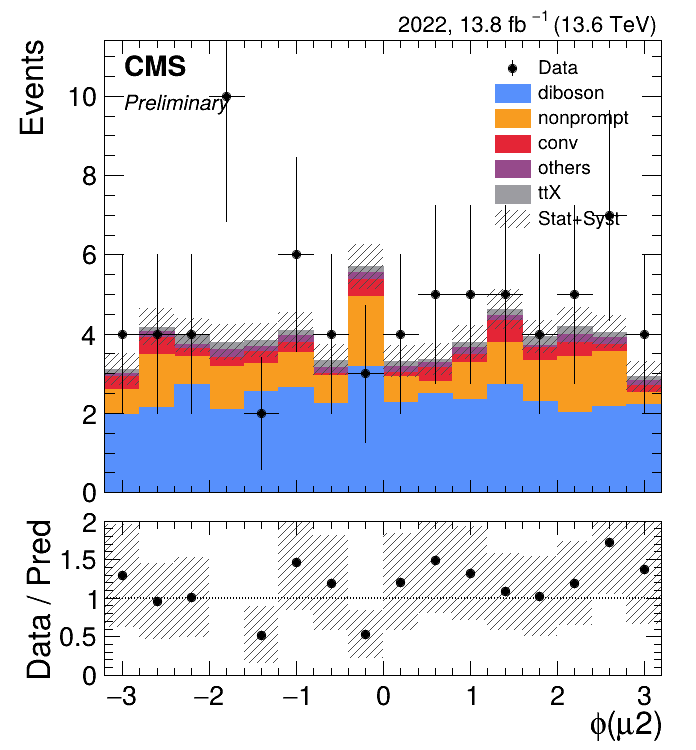 2022, 13.8 fb⁻¹ (13.6 TeV)
Events
CMS
Preliminary
Data
diboson
nonprompt
conv
others
ttX
Stat+Syst
10
8
6
4
2
0
Data / Pred
2
1.5
1
0.5
0
−3 −2 −1 0 1 2 3
ϕ(μ2)